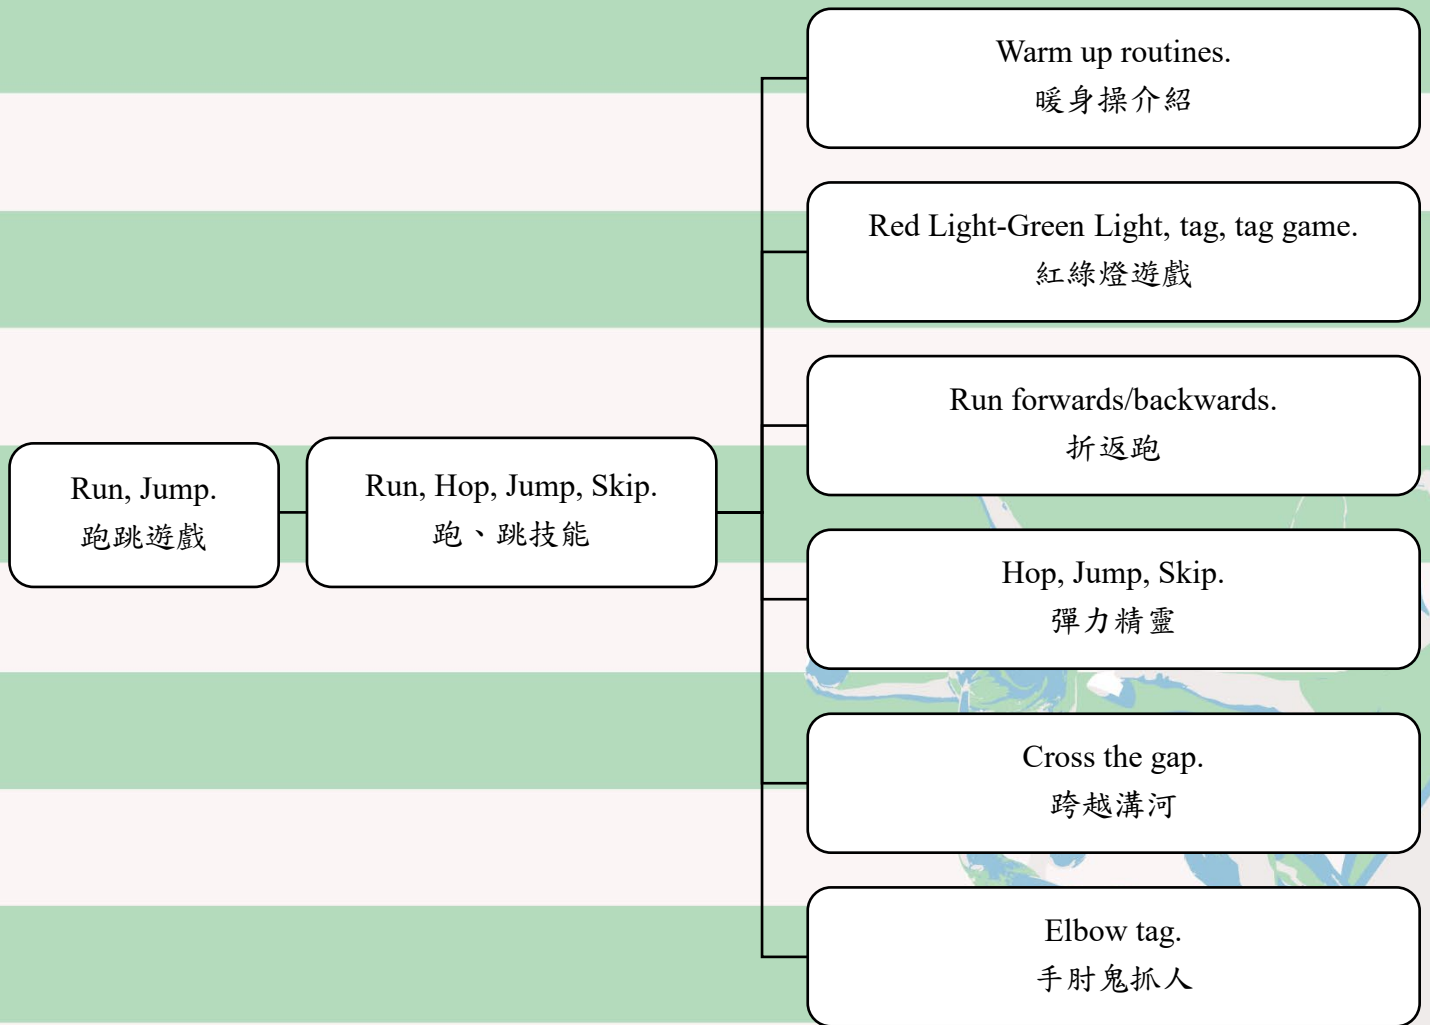 Run, Jump.
跑跳遊戲
Run, Hop, Jump, Skip.
跑、跳技能
Warm up routines.
暖身操介紹
Red Light-Green Light, tag, tag game.
紅綠燈遊戲
Run forwards/backwards.
折返跑
Hop, Jump, Skip.
彈力精靈
Cross the gap.
跨越溝河
Elbow tag.
手肘鬼抓人